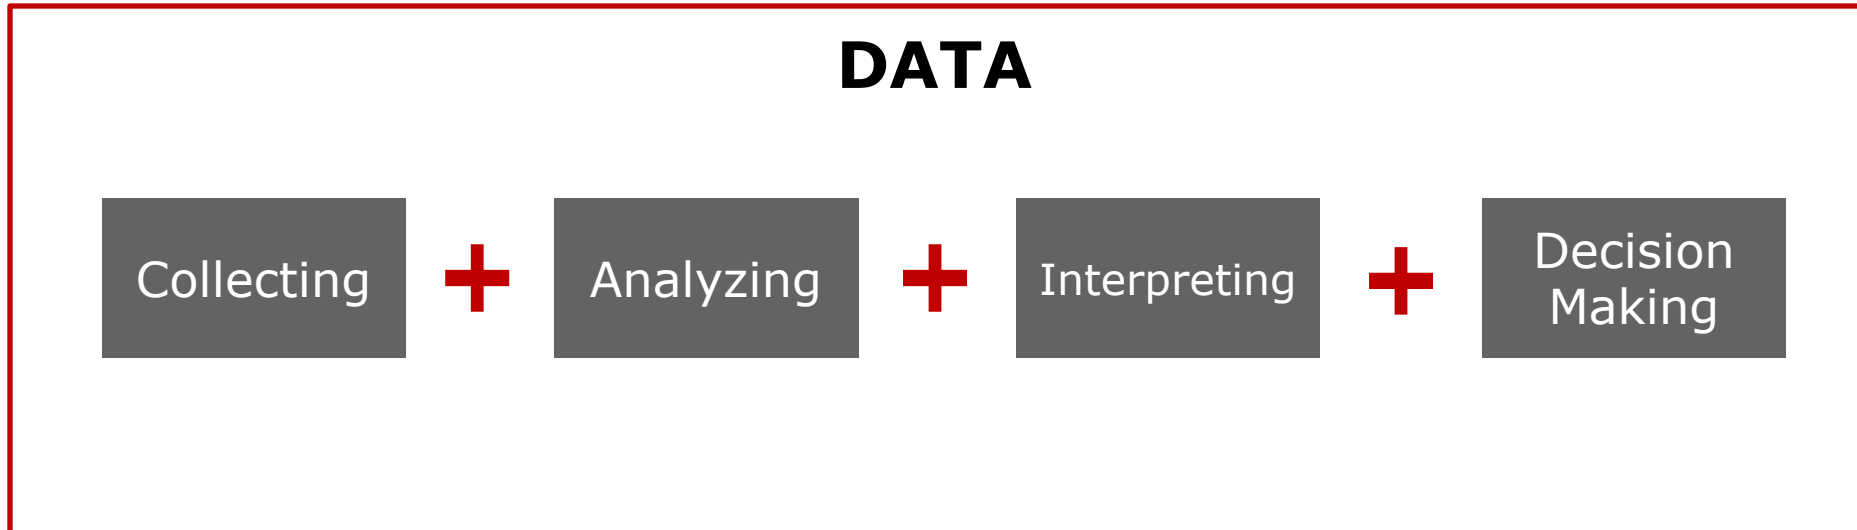 DATA
Collecting + Analyzing + Interpreting + Decision
Making